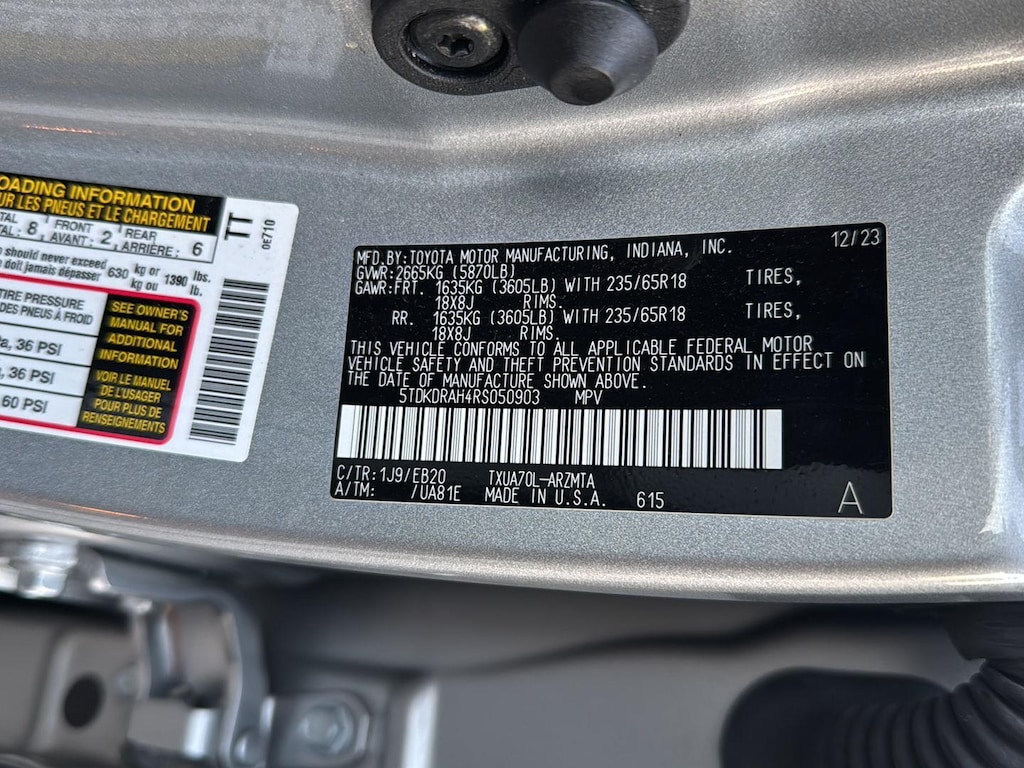 OADING INFORMATION
UR LES PNEUS ET LE CHARGEMENT
TAL 8 FRONT 2 REAR 6
TAL: AVANT: ARRIÈRE:
should never exceed 630 kg or 1390 lbs.
doit jamais dépasser kg ou lb.
TIRE PRESSURE
DES PNEUS À FROID
a, 36 PSI
, 36 PSI
60 PSI
SEE OWNER'S
MANUAL FOR
ADDITIONAL
INFORMATION
VOIR LE MANUEL
DE L'USAGER
POUR PLUS DE
RENSEIGNEMENTS
TT
0E710
MFD.BY:TOYOTA MOTOR MANUFACTURING, INDIANA, INC. 12/23
GVWR:2665KG (5870LB)
GAWR:FRT. 1635KG (3605LB) WITH 235/65R18 TIRES,
18X8J RIMS.
RR. 1635KG (3605LB) WITH 235/65R18 TIRES,
18X8J RIMS.
THIS VEHICLE CONFORMS TO ALL APPLICABLE FEDERAL MOTOR
VEHICLE SAFETY AND THEFT PREVENTION STANDARDS IN EFFECT ON
THE DATE OF MANUFACTURE SHOWN ABOVE.
5TDKDRAH4RS050903 MPV
C/TR:1J9/EB20 TXUA70L-ARZMTA
A/TM: /UA81E MADE IN U.S.A. 615 A